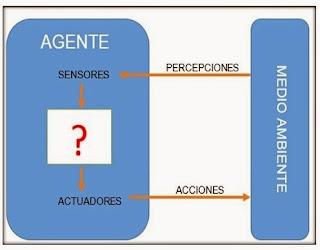 AGENTE
SENSORES
PERCEPCIONES
?
ACTUADORES
ACCIONES
MEDIO AMBIENTE